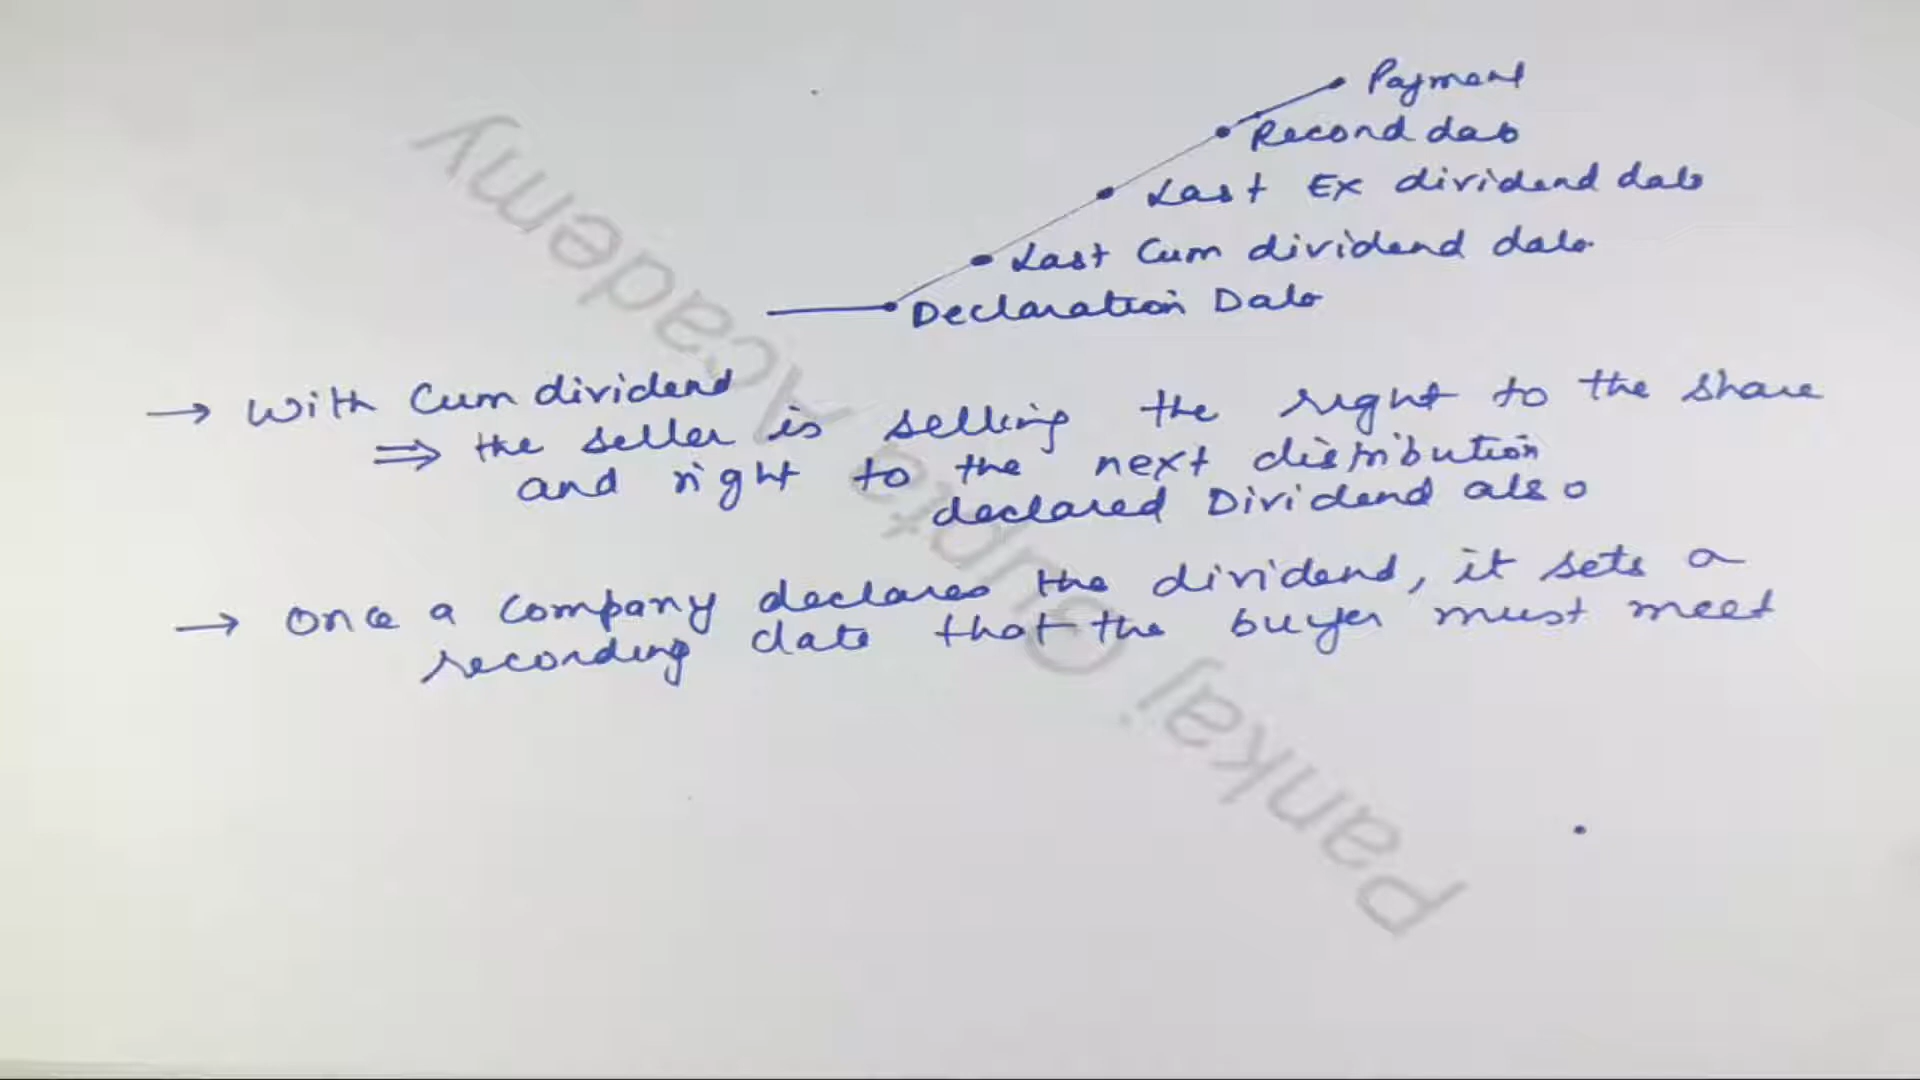 Payment
Record date
Last Ex dividend date
Last Cum dividend date
Declaration Date
→ With Cum dividend
⇒ the seller is selling the right to the share
and right to the next distribution
declared Dividend also
→ Once a company declares the dividend, it sets a
recording date that the buyer must meet
Pankaj Gupta Academy